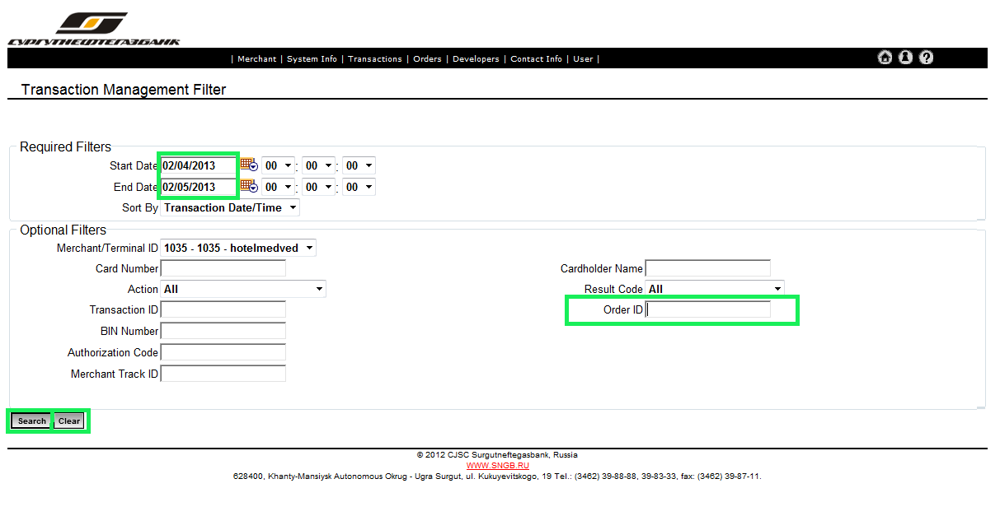 СУРГУТНЕФТЕГАЗБАНК
| Merchant | System Info | Transactions | Orders | Developers | Contact Info | User |
Transaction Management Filter
Required Filters
Start Date 02/04/2013 00 : 00 : 00
End Date 02/05/2013 00 : 00 : 00
Sort By Transaction Date/Time
Optional Filters
Merchant/Terminal ID 1035 - 1035 - hotelmedved
Card Number Cardholder Name
Action All Result Code All
Transaction ID Order ID
BIN Number
Authorization Code
Merchant Track ID
Search Clear
© 2012 CJSC Surgutneftegasbank, Russia
WWW.SNGB.RU
628400, Khanty-Mansiysk Autonomous Okrug - Ugra Surgut, ul. Kukuyevitskogo, 19 Tel.: (3462) 39-88-88, 39-83-33, fax: (3462) 39-87-11.